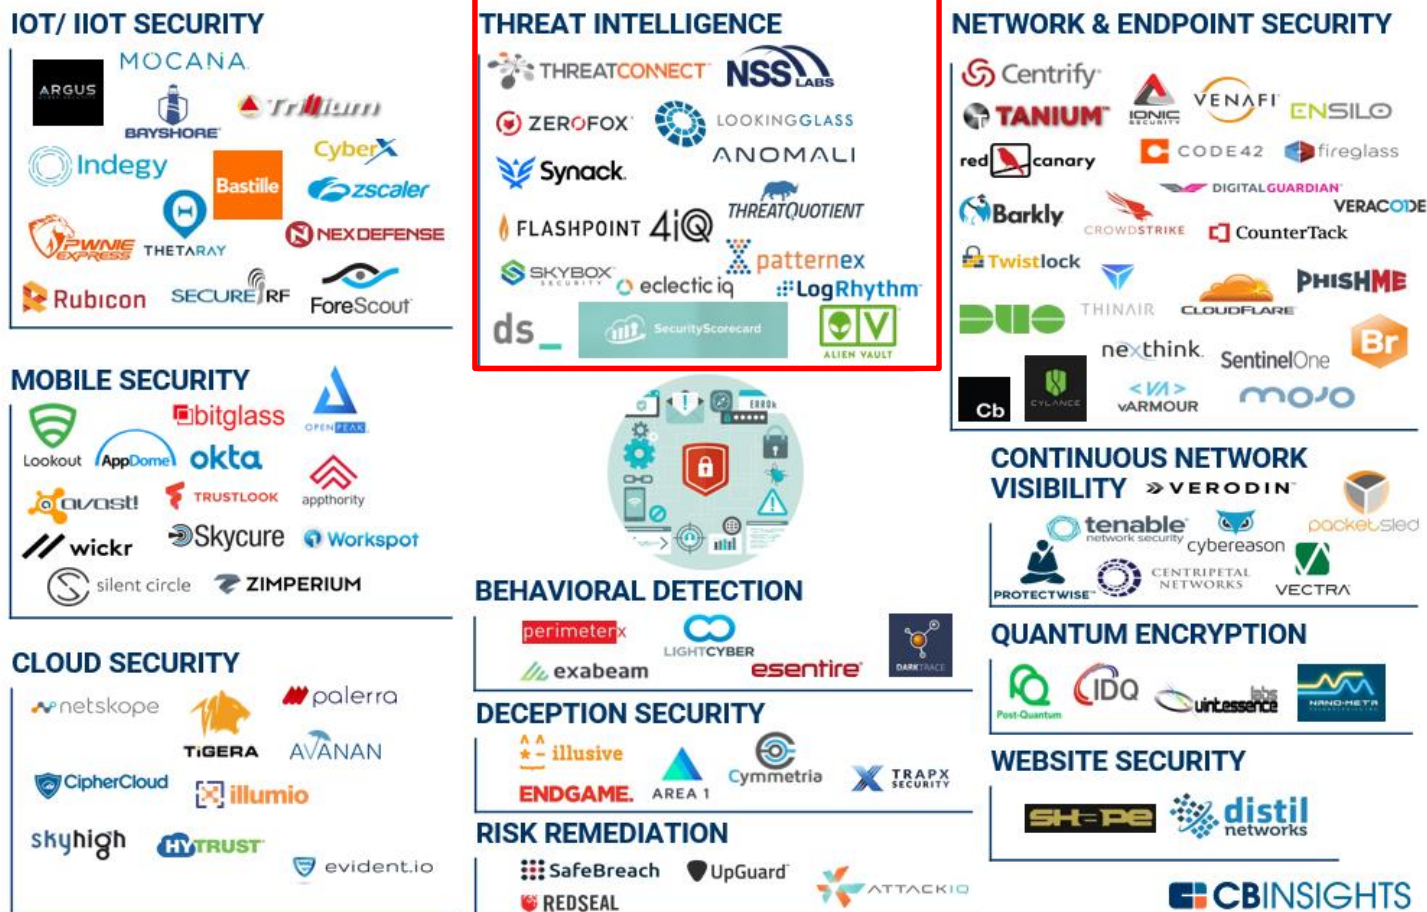 IOT/ IIOT SECURITY
MOCANA
ARGUS
CYBER SECURITY
BAYSHORE
Trillium
Indegy
Bastille
CyberX
zscaler
PWNIE
EXPRESS
THETARAY
NEXDEFENSE
RUBICON
SECURE RF
ForeScout
MOBILE SECURITY
Lookout
bitglass
OPENPEAK
AppDome
okta
avast!
TRUSTLOOK
appthority
wickr
Skycure
Workspot
silent circle
ZIMPERIUM
CLOUD SECURITY
netskope
TIGERA
palerra
AVANAN
CipherCloud
illumio
skyhigh
HYTRUST
evident.io
THREAT INTELLIGENCE
THREATCONNECT
NSS
LABS
ZEROFOX
LOOKINGGLASS
ANOMALI
Synack
THREATQUOTIENT
FLASHPOINT
4iQ
patternex
SKYBOX
SECURITY
eclectic iq
LogRhythm
ds_
SecurityScorecard
ALIEN VAULT
ERROR
BEHAVIORAL DETECTION
perimeterx
LIGHTCYBER
DARKTRACE
exabeam
esentire
DECEPTION SECURITY
illusive
Cymmetria
ENDGAME.
AREA 1
TRAPX
SECURITY
RISK REMEDIATION
SafeBreach
UpGuard
ATTACKIQ
REDSEAL
NETWORK & ENDPOINT SECURITY
Centrify
TANIUM
IONIC
SECURITY
VENAFI
ENSILO
red canary
CODE42
fireglass
Barkly
DIGITAL GUARDIAN
VERACODE
CROWDSTRIKE
CounterTack
Twistlock
THINAIR
CLOUDFLARE
PHISHME
DUO
nexthink
SentinelOne
Br
Cb
CYLANCE
<VA>
vARMOUR
mojo
CONTINUOUS NETWORK
VISIBILITY
VERODIN
tenable
network security
cybereason
packetsled
PROTECTWISE
CENTRIPETAL
NETWORKS
VECTRA
QUANTUM ENCRYPTION
Post-Quantum
IDQ
Quintessence
labs
NANO-META
WEBSITE SECURITY
SHAPE
distil
networks
CBINSIGHTS